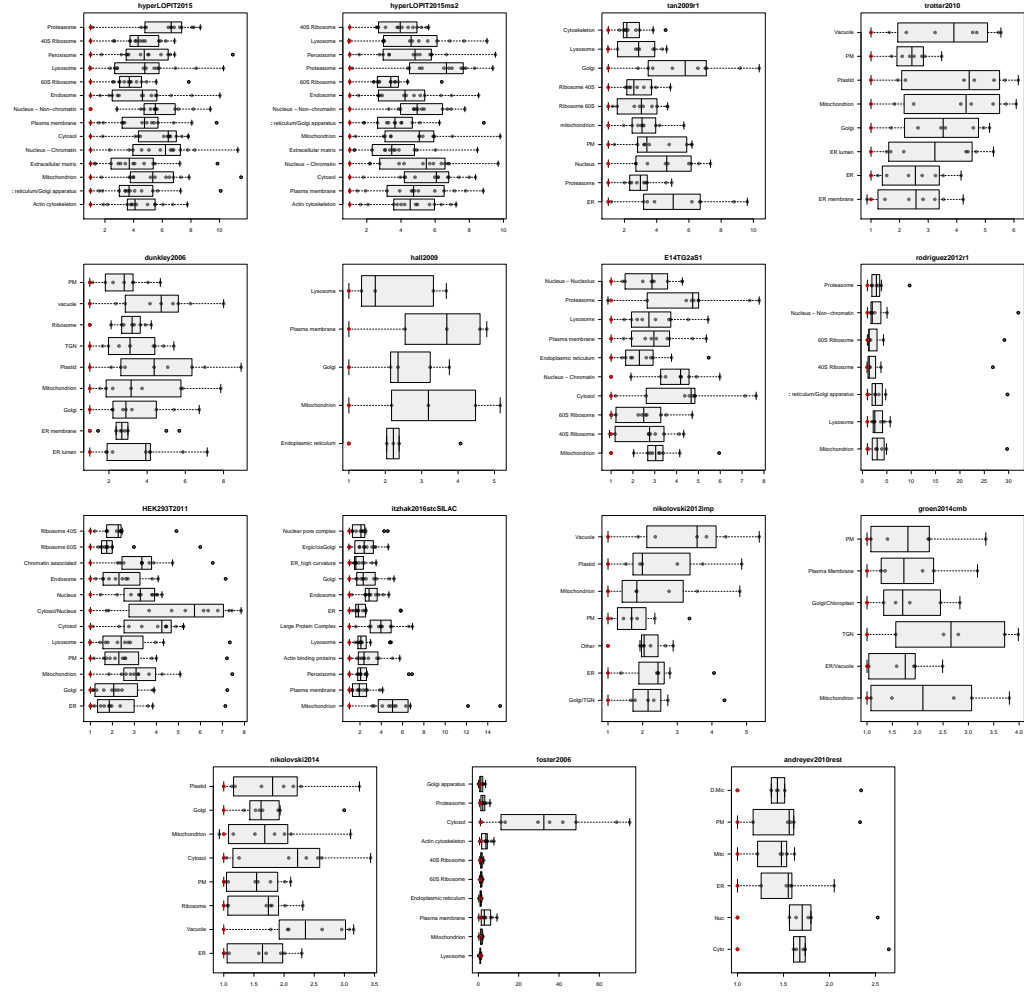 hyperLOPIT2015
Proteasome
40S Ribosome
Peroxisome
Lysosome
60S Ribosome
Endosome
Nucleus − Non−chromatin
Plasma membrane
Cytosol
Nucleus − Chromatin
Extracellular matrix
Mitochondrion
: reticulum/Golgi apparatus
Actin cytoskeleton
2 4 6 8 10
hyperLOPIT2015ms2
40S Ribosome
Lysosome
Peroxisome
Proteasome
60S Ribosome
Endosome
Nucleus − Non−chromatin
: reticulum/Golgi apparatus
Mitochondrion
Extracellular matrix
Nucleus − Chromatin
Cytosol
Plasma membrane
Actin cytoskeleton
2 4 6 8 10
tan2009r1
Cytoskeleton
Lysosome
Golgi
Ribosome 40S
Ribosome 60S
mitochondrion
PM
Nucleus
Proteasome
ER
2 4 6 8 10
trotter2010
Vacuole
PM
Plastid
Mitochondrion
Golgi
ER lumen
ER
ER membrane
1 2 3 4 5 6
dunkley2006
PM
vacuole
Ribosome
TGN
Plastid
Mitochondrion
Golgi
ER membrane
ER lumen
2 4 6 8
hall2009
Lysosome
Plasma membrane
Golgi
Mitochondrion
Endoplasmic reticulum
1 2 3 4 5
E14TG2aS1
Nucleus − Nucleolus
Proteasome
Lysosome
Plasma membrane
Endoplasmic reticulum
Nucleus − Chromatin
Cytosol
60S Ribosome
40S Ribosome
Mitochondrion
1 2 3 4 5 6 7 8
rodriguez2012r1
Proteasome
Nucleus − Non−chromatin
60S Ribosome
40S Ribosome
: reticulum/Golgi apparatus
Lysosome
Mitochondrion
0 5 10 15 20 25 30
HEK293T2011
Ribosome 40S
Ribosome 60S
Chromatin associated
Endosome
Nucleus
Cytosol/Nucleus
Cytosol
Lysosome
PM
Mitochondrion
Golgi
ER
1 2 3 4 5 6 7 8
itzhak2016stcSILAC
Nuclear pore complex
Ergic/cisGolgi
ER_high curvature
Golgi
Endosome
ER
Large Protein Complex
Lysosome
Actin binding proteins
Peroxisome
Plasma membrane
Mitochondrion
2 4 6 8 10 12 14
nikolovski2012imp
Vacuole
Plastid
Mitochondrion
PM
Other
ER
Golgi/TGN
1 2 3 4 5
groen2014cmb
PM
Plasma Membrane
Golgi/Chloroplast
TGN
ER/Vacuole
Mitochondrion
1.0 1.5 2.0 2.5 3.0 3.5 4.0
nikolovski2014
Plastid
Golgi
Mitochondrion
Cytosol
PM
Ribosome
Vacuole
ER
1.0 1.5 2.0 2.5 3.0 3.5
foster2006
Golgi apparatus
Proteasome
Cytosol
Actin cytoskeleton
40S Ribosome
60S Ribosome
Endoplasmic reticulum
Plasma membrane
Mitochondrion
Lysosome
0 20 40 60
andreyev2010rest
D.Mic
PM
Mito
ER
Nuc
Cyto
1.0 1.5 2.0 2.5